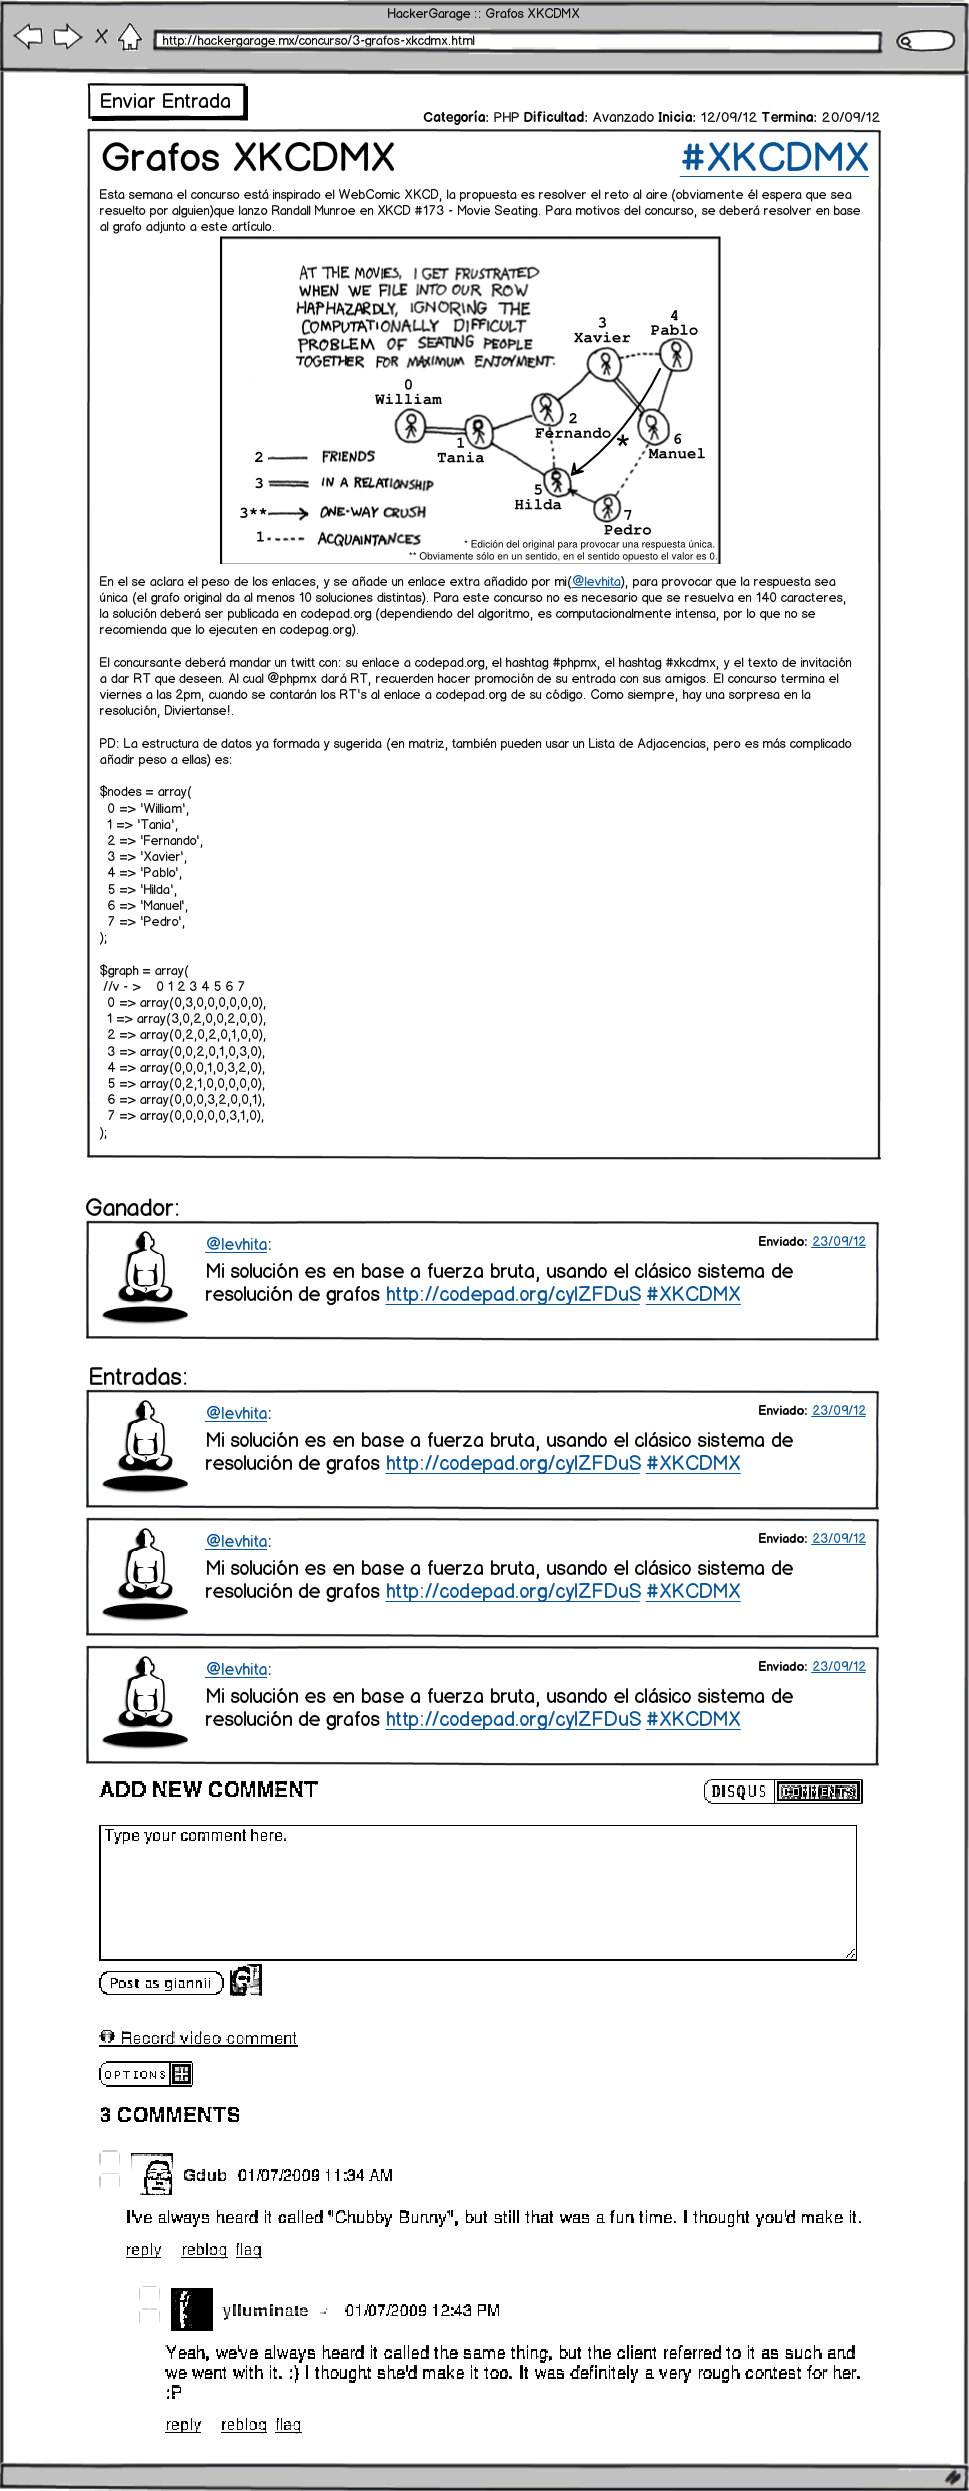 HackerGarage :: Grafos XKCDMX
http://hackergarage.mx/concurso/3-grafos-xkcdmx.html
Enviar Entrada
Categoría: PHP Dificultad: Avanzado Inicia: 12/09/12 Termina: 20/09/12
Grafos XKCDMX
#XKCDMX
Esta semana el concurso está inspirado el WebComic XKCD, la propuesta es resolver el reto al aire (obviamente él espera que sea
resuelto por alguien)que lanzo Randall Munroe en XKCD #173 - Movie Seating. Para motivos del concurso, se deberá resolver en base
al grafo adjunto a este artículo.
AT THE MOVIES, I GET FRUSTRATED
WHEN WE FILE INTO OUR ROW
HAPHAZARDLY, IGNORING THE
COMPUTATIONALLY DIFFICULT
PROBLEM OF SEATING PEOPLE
TOGETHER FOR MAXIMUM ENJOYMENT.
0
William
1
Tania
2
Fernando
3
Xavier
4
Pablo
*
6
Manuel
5
Hilda
7
Pedro
2 FRIENDS
3 IN A RELATIONSHIP
3** ONE-WAY CRUSH
1 ACQUAINTANCES
* Edición del original para provocar una respuesta única.
** Obviamente sólo en un sentido, en el sentido opuesto el valor es 0.
En el se aclara el peso de los enlaces, y se añade un enlace extra añadido por mi(@levhita), para provocar que la respuesta sea
única (el grafo original da al menos 10 soluciones distintas). Para este concurso no es necesario que se resuelva en 140 caracteres,
la solución deberá ser publicada en codepad.org (dependiendo del algoritmo, es computacionalmente intensa, por lo que no se
recomienda que lo ejecuten en codepag.org).
El concursante deberá mandar un twitt con: su enlace a codepad.org, el hashtag #phpmx, el hashtag #xkcdmx, y el texto de invitación
a dar RT que deseen. Al cual @phpmx dará RT, recuerden hacer promoción de su entrada con sus amigos. El concurso termina el
viernes a las 2pm, cuando se contarán los RT's al enlace a codepad.org de su código. Como siempre, hay una sorpresa en la
resolución, Diviertanse!.
PD: La estructura de datos ya formada y sugerida (en matriz, también pueden usar un Lista de Adjacencias, pero es más complicado
añadir peso a ellas) es:
$nodes = array(
0 => 'William',
1 => 'Tania',
2 => 'Fernando',
3 => 'Xavier',
4 => 'Pablo',
5 => 'Hilda',
6 => 'Manuel',
7 => 'Pedro',
);
$graph = array(
//v - > 0 1 2 3 4 5 6 7
0 => array(0,3,0,0,0,0,0,0),
1 => array(3,0,2,0,0,2,0,0),
2 => array(0,2,0,2,0,1,0,0),
3 => array(0,0,2,0,1,0,3,0),
4 => array(0,0,0,1,0,3,2,0),
5 => array(0,2,1,0,0,0,0,0),
6 => array(0,0,0,3,2,0,0,1),
7 => array(0,0,0,0,0,3,1,0),
);
Ganador:
@levhita:
Enviado: 23/09/12
Mi solución es en base a fuerza bruta, usando el clásico sistema de
resolución de grafos http://codepad.org/cylZFDuS #XKCDMX
Entradas:
@levhita:
Enviado: 23/09/12
Mi solución es en base a fuerza bruta, usando el clásico sistema de
resolución de grafos http://codepad.org/cylZFDuS #XKCDMX
@levhita:
Enviado: 23/09/12
Mi solución es en base a fuerza bruta, usando el clásico sistema de
resolución de grafos http://codepad.org/cylZFDuS #XKCDMX
@levhita:
Enviado: 23/09/12
Mi solución es en base a fuerza bruta, usando el clásico sistema de
resolución de grafos http://codepad.org/cylZFDuS #XKCDMX
ADD NEW COMMENT
DISQUS COMMENTS
Type your comment here.
Post as giannii
Record video comment
OPTIONS
3 COMMENTS
Gdub 01/07/2009 11:34 AM
I've always heard it called "Chubby Bunny", but still that was a fun time. I thought you'd make it.
reply reblog flag
ylluminate 01/07/2009 12:43 PM
Yeah, we've always heard it called the same thing, but the client referred to it as such and
we went with it. :) I thought she'd make it too. It was definitely a very rough contest for her.
:P
reply reblog flag